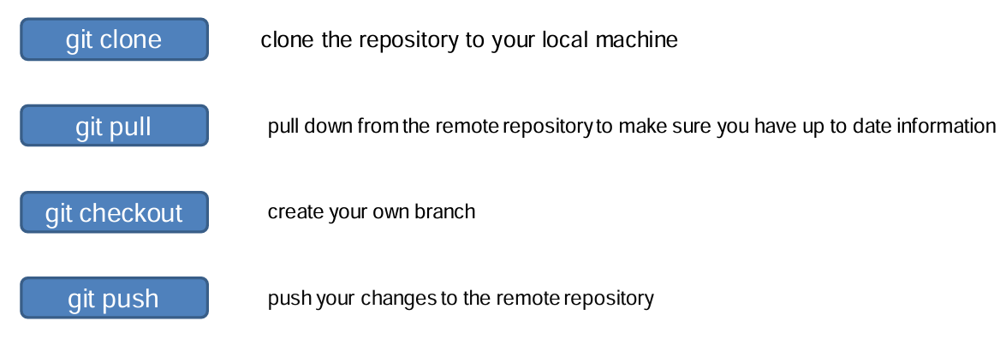 git clone clone the repository to your local machine
git pull pull down from the remote repository to make sure you have up to date information
git checkout create your own branch
git push push your changes to the remote repository